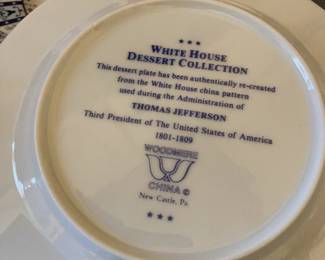 ★ ★ ★
WHITE HOUSE
DESSERT COLLECTION
This dessert plate has been authentically re-created
from the White House china pattern
used during the Administration of
THOMAS JEFFERSON
Third President of The United States of America
1801-1809
WOODMERE
CHINA ©
New Castle, Pa.
★ ★ ★